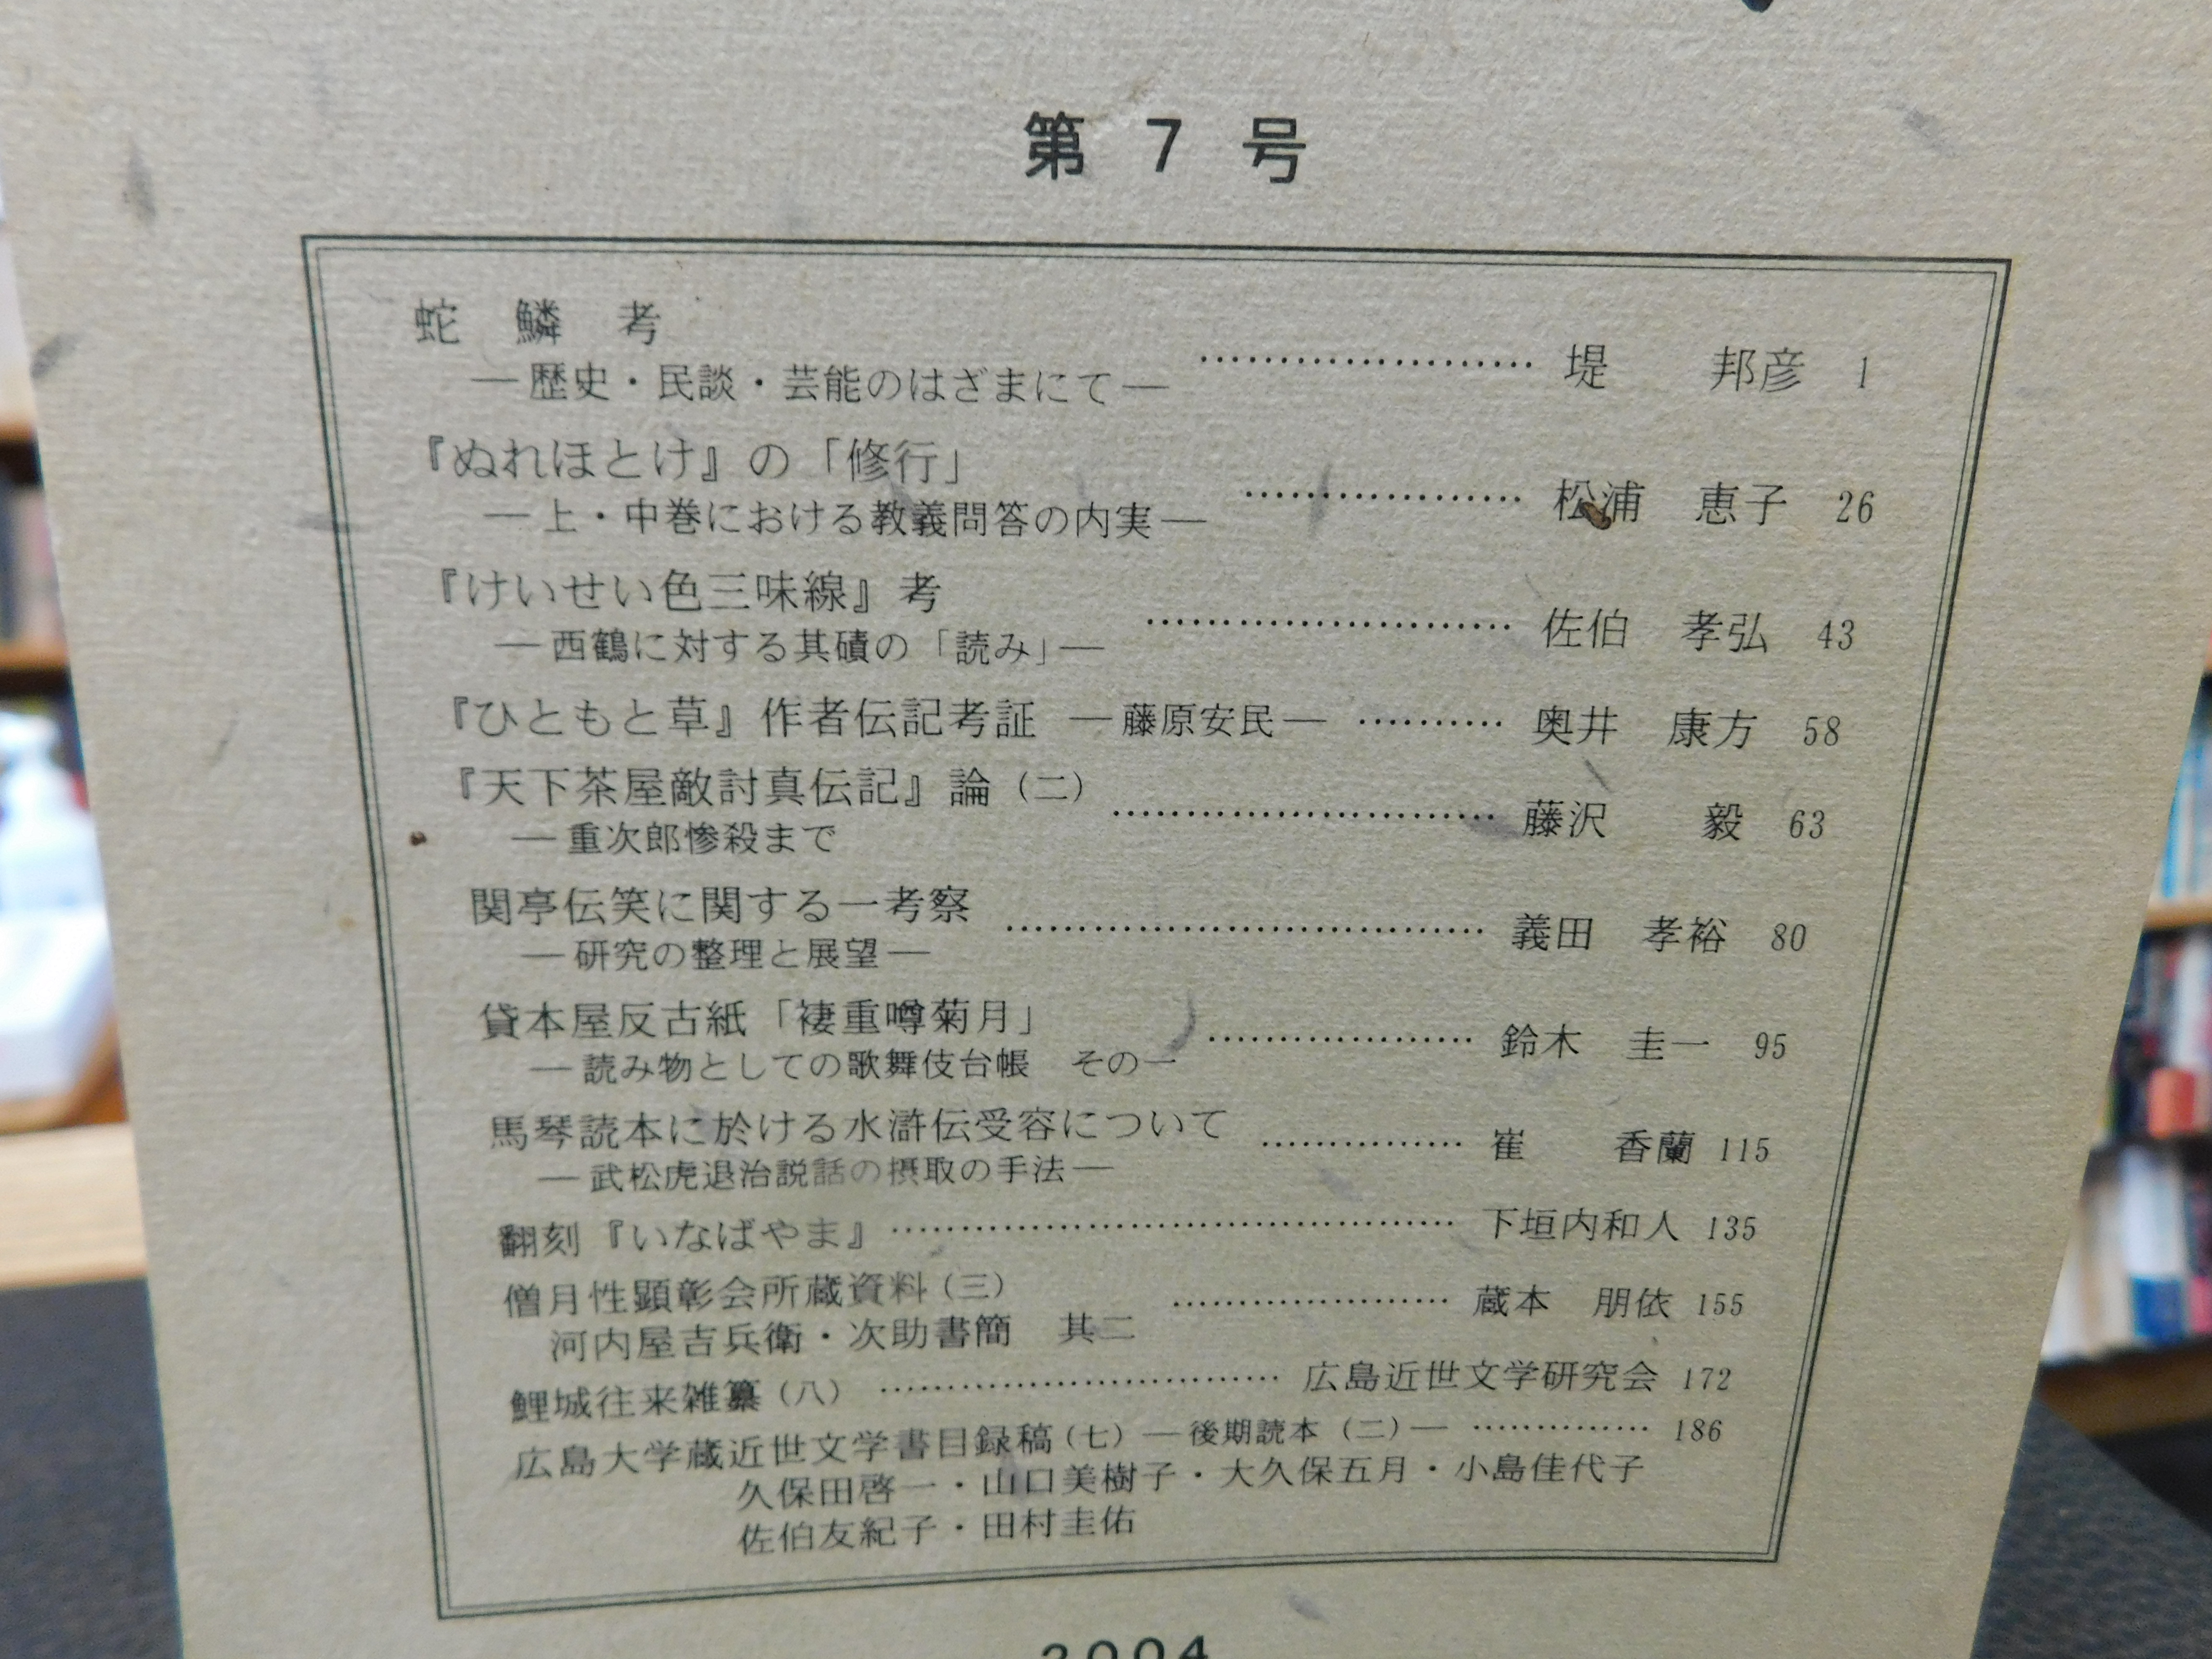 第 7 号
蛇 鱗 考
―歴史・民談・芸能のはざまにて― ………………… 堤 邦彦 1
『ぬれほとけ』の「修行」
―上・中巻における教義問答の内実― ………………… 松浦 恵子 26
『けいせい色三味線』考
―西鶴に対する其磧の「読み」― ………………… 佐伯 孝弘 43
『ひともと草』作者伝記考証 ―藤原安民― ………… 奥井 康方 58
『天下茶屋敵討真伝記』論（二）
―重次郎惨殺まで ………………… 藤沢 毅 63
関亭伝笑に関する一考察
―研究の整理と展望― ………………… 義田 孝裕 80
貸本屋反古紙「褄重噂菊月」
―読み物としての歌舞伎台帳 その一 ………………… 鈴木 圭一 95
馬琴読本に於ける水滸伝受容について
―武松虎退治説話の摂取の手法― ………………… 崔 香蘭 115
翻刻『いなばやま』………………… 下垣内和人 135
僧月性顕彰会所蔵資料（三）
河内屋吉兵衛・次助書簡 其二 ………………… 蔵本 朋依 155
鯉城往来雑纂（八） ………………… 広島近世文学研究会 172
広島大学蔵近世文学書目録稿（七）―後期読本（二）― …………… 186
久保田啓一・山口美樹子・大久保五月・小島佳代子
佐伯友紀子・田村圭佑
2004